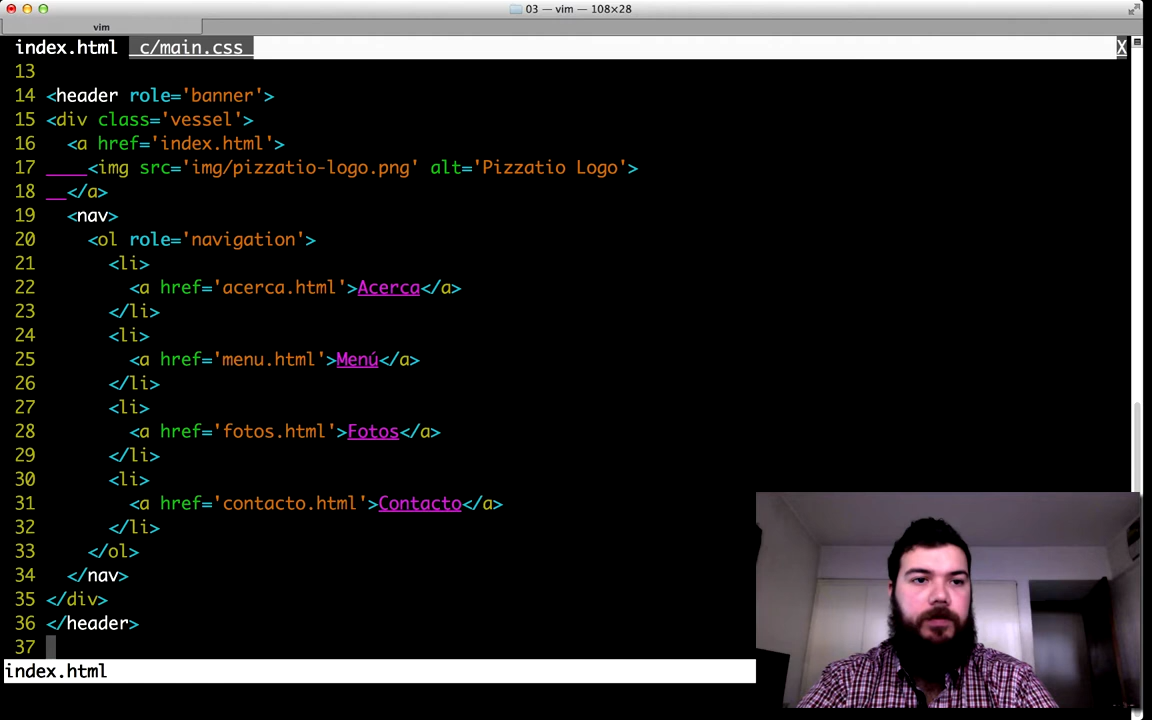 03 — vim — 108×28
vim
index.html c/main.css X
13
14 <header role='banner'>
15 <div class='vessel'>
16   <a href='index.html'>
17     <img src='img/pizzatio-logo.png' alt='Pizzatio Logo'>
18   </a>
19   <nav>
20     <ol role='navigation'>
21       <li>
22         <a href='acerca.html'>Acerca</a>
23       </li>
24       <li>
25         <a href='menu.html'>Menú</a>
26       </li>
27       <li>
28         <a href='fotos.html'>Fotos</a>
29       </li>
30       <li>
31         <a href='contacto.html'>Contacto</a>
32       </li>
33     </ol>
34   </nav>
35 </div>
36 </header>
37
index.html